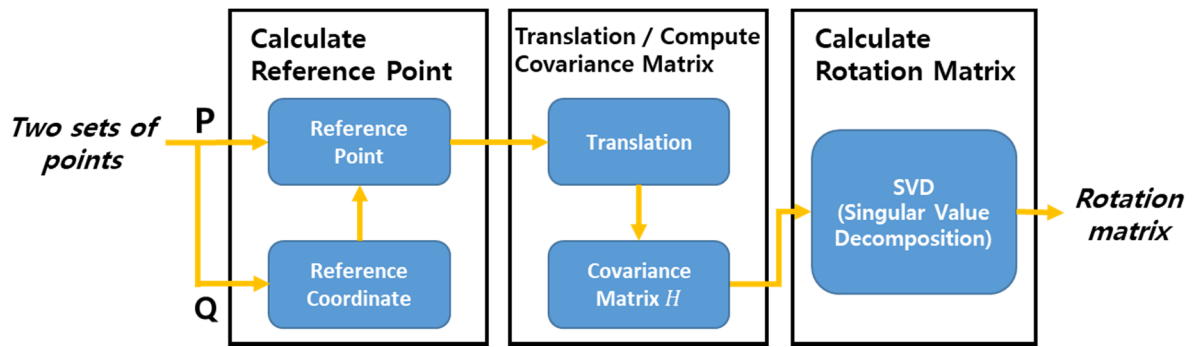 Two sets of
points
P
Q
Calculate
Reference Point
Reference
Point
Reference
Coordinate
Translation / Compute
Covariance Matrix
Translation
Covariance
Matrix H
Calculate
Rotation Matrix
SVD
(Singular Value
Decomposition)
Rotation
matrix